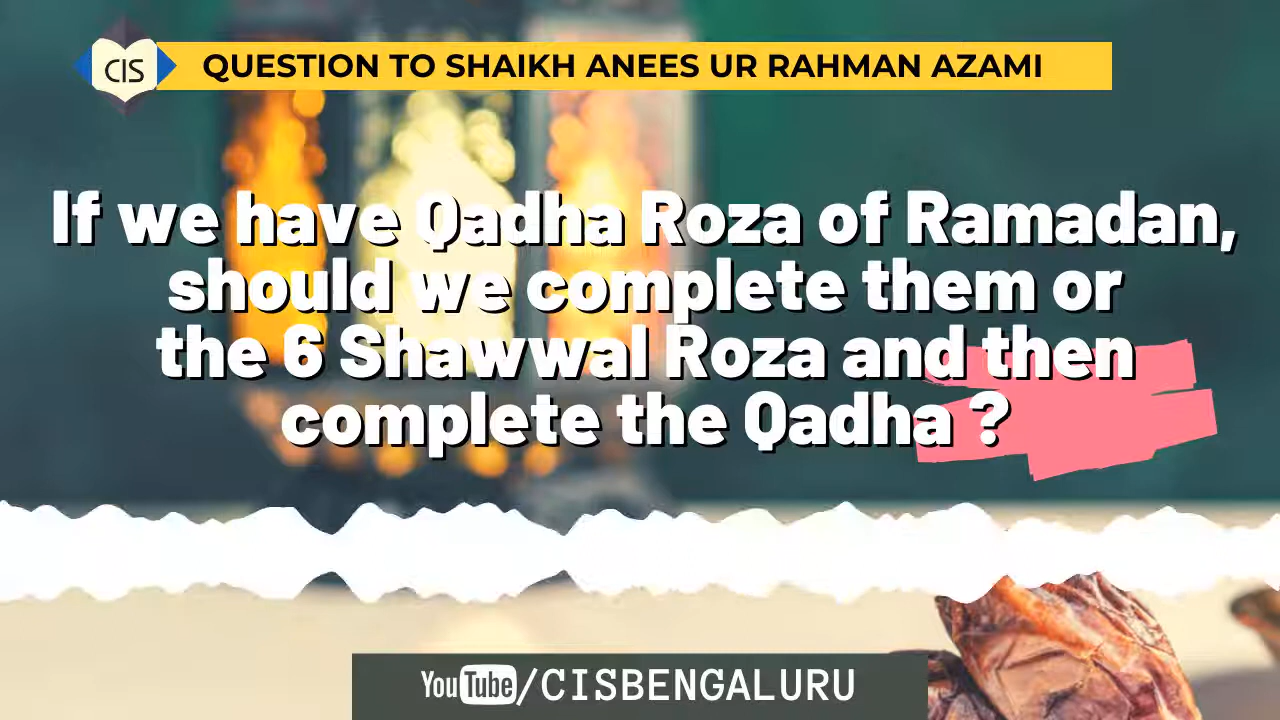 CIS
QUESTION TO SHAIKH ANEES UR RAHMAN AZAMI
If we have Qadha Roza of Ramadan,
should we complete them or
the 6 Shawwal Roza and then
complete the Qadha ?
YouTube/CISBENGALURU